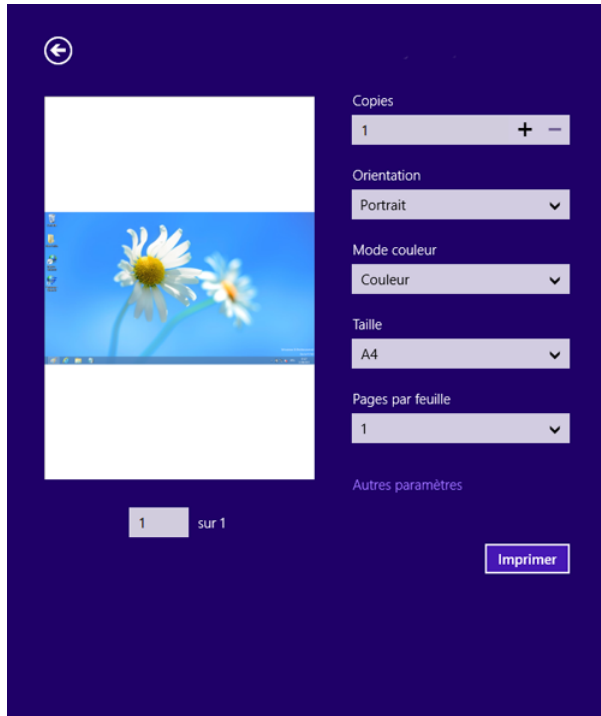 Copies
1
Orientation
Portrait
Mode couleur
Couleur
Taille
A4
Pages par feuille
1
Autres paramètres
1 sur 1
Imprimer